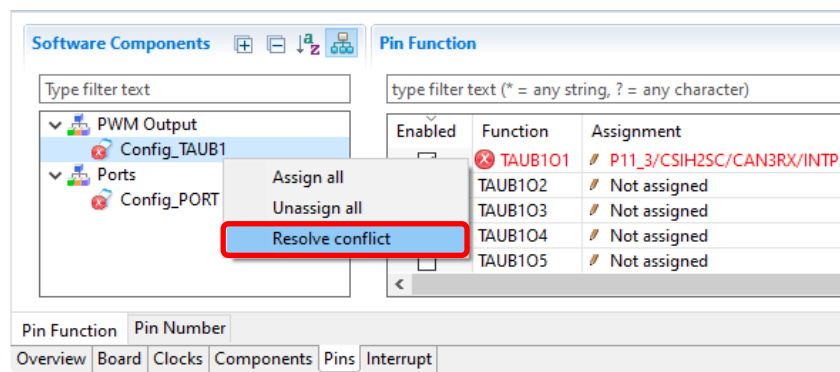 Software Components
Pin Function
Type filter text
type filter text (* = any string, ? = any character)
PWM Output
Config_TAUB1
Ports
Config_PORT
Assign all
Unassign all
Resolve conflict
Enabled Function Assignment
TAUB1O1 P11_3/CSIH2SC/CAN3RX/INTP
TAUB1O2 Not assigned
TAUB1O3 Not assigned
TAUB1O4 Not assigned
TAUB1O5 Not assigned
Pin Function Pin Number
Overview Board Clocks Components Pins Interrupt